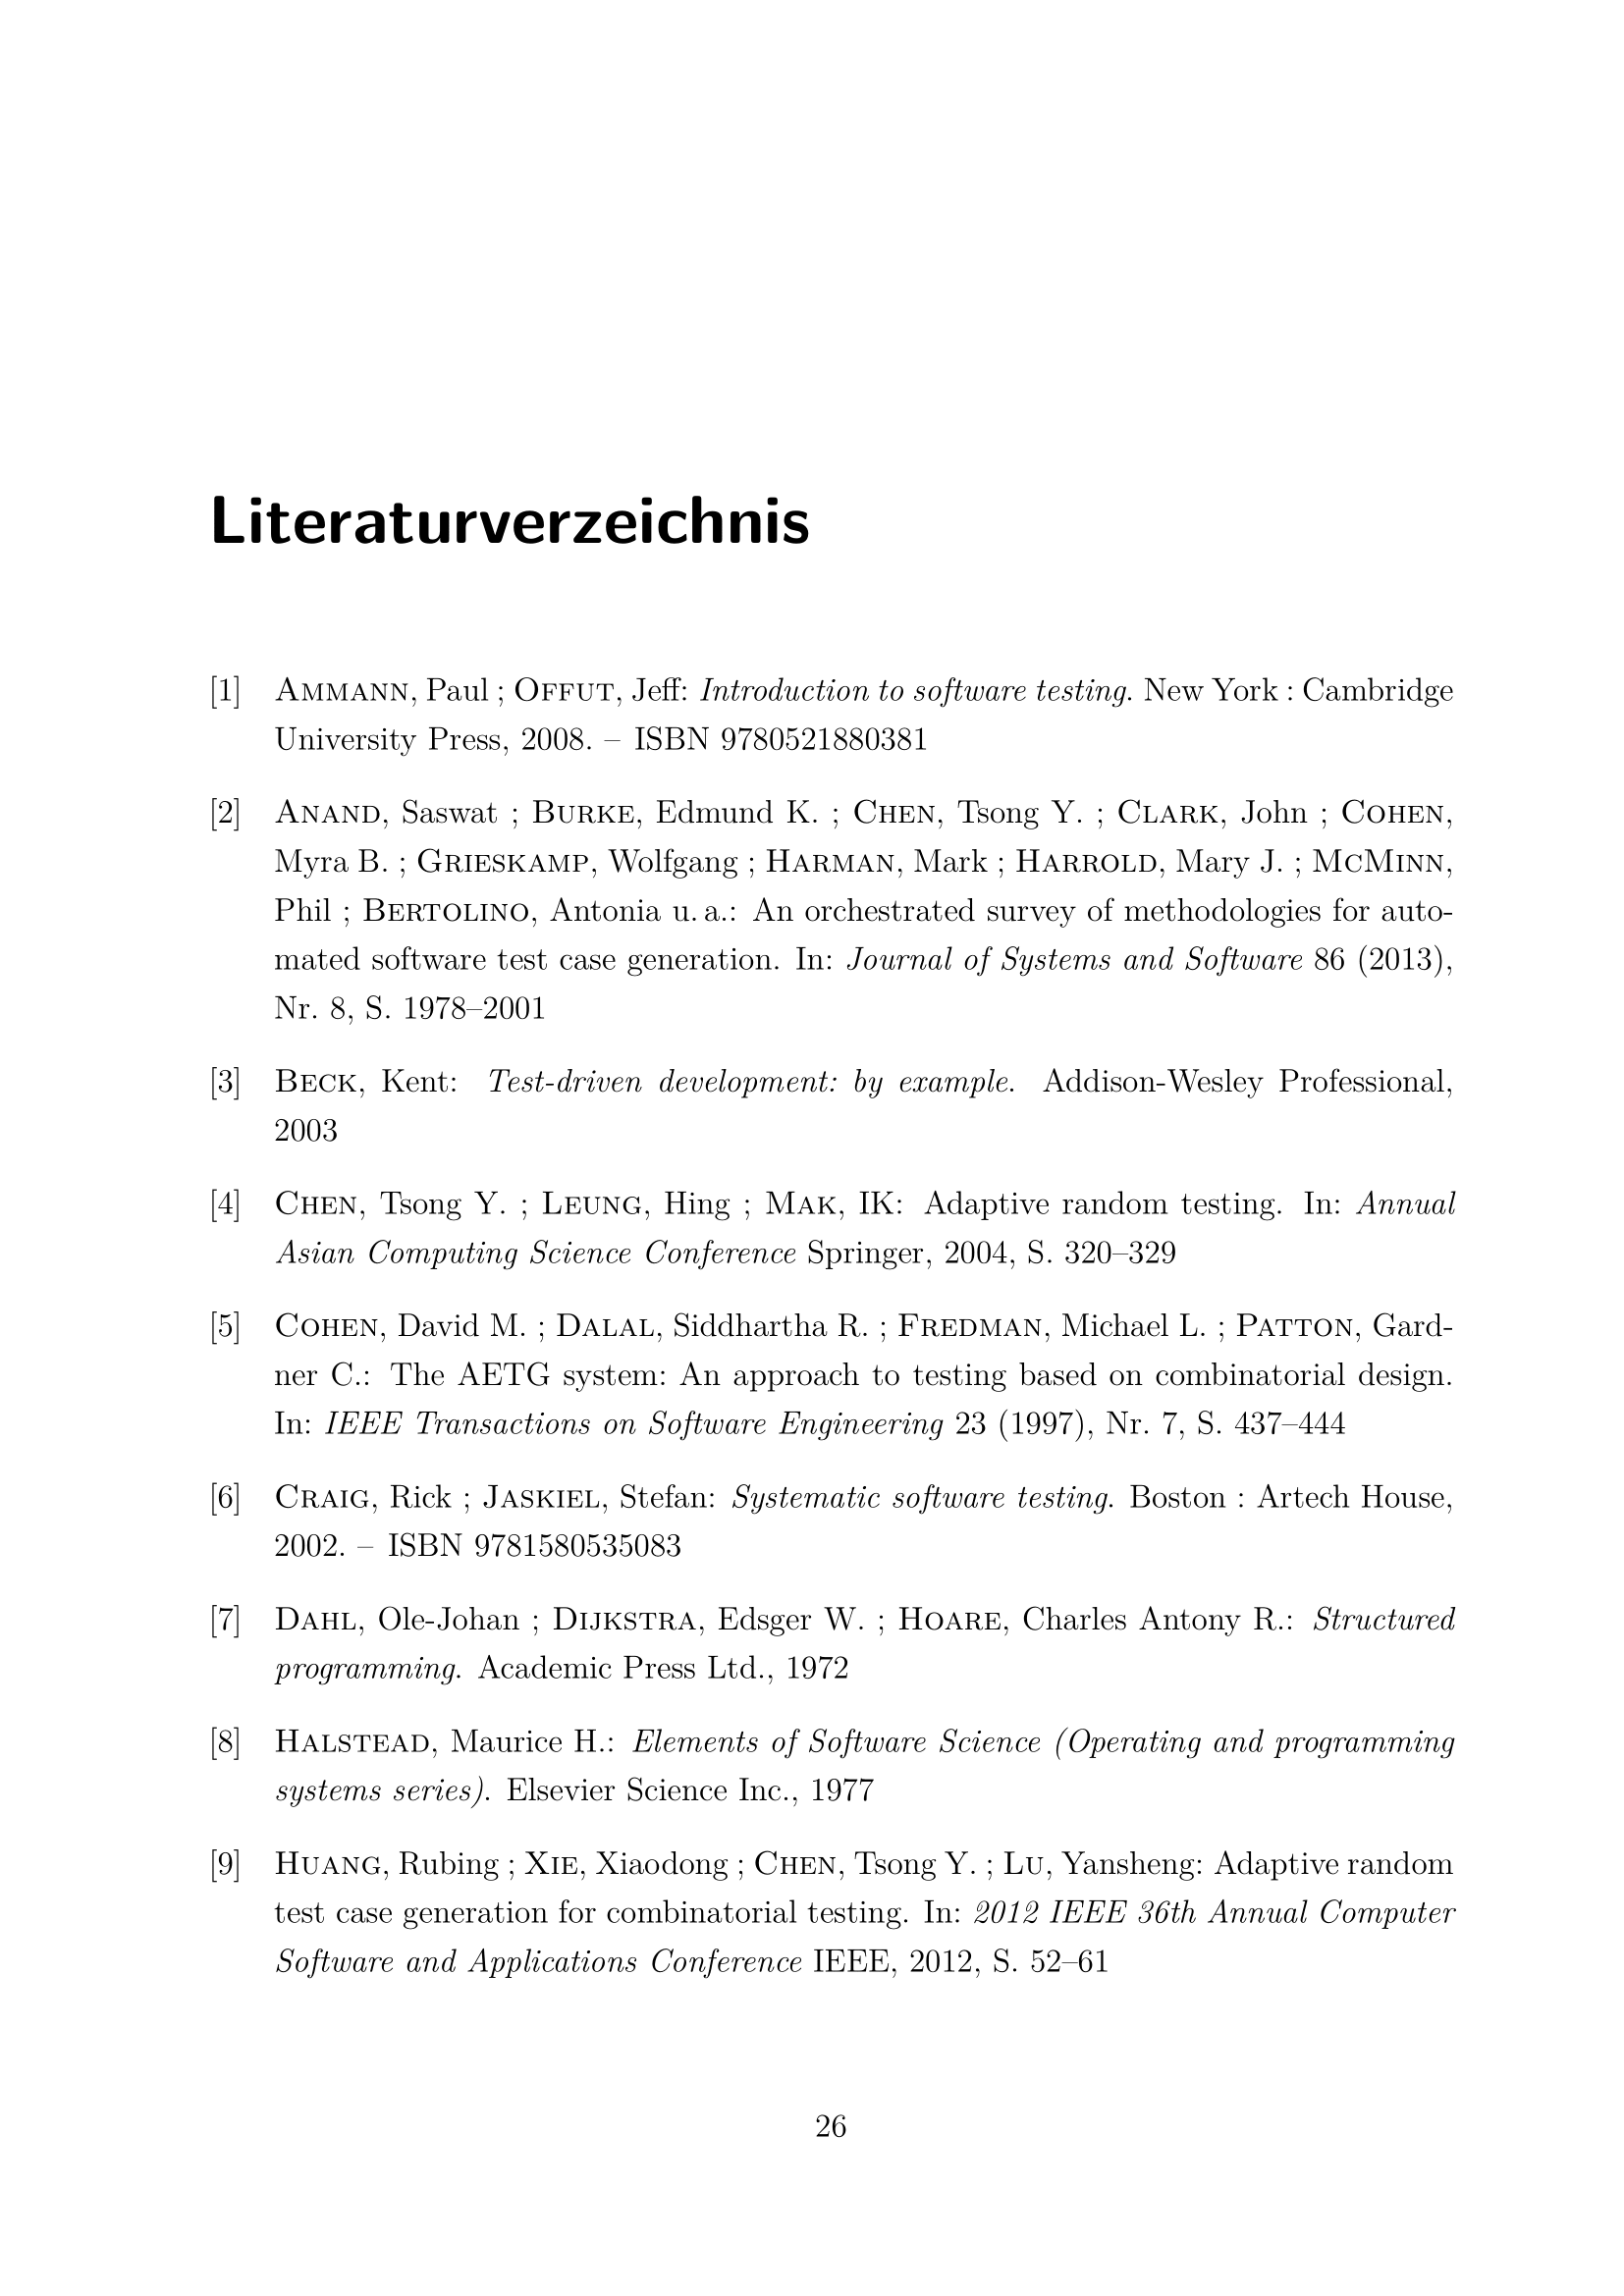 Literaturverzeichnis
[1] Ammann, Paul ; Offut, Jeff: Introduction to software testing. New York : Cambridge
University Press, 2008. – ISBN 9780521880381
[2] Anand, Saswat ; Burke, Edmund K. ; Chen, Tsong Y. ; Clark, John ; Cohen,
Myra B. ; Grieskamp, Wolfgang ; Harman, Mark ; Harrold, Mary J. ; McMinn,
Phil ; Bertolino, Antonia u. a.: An orchestrated survey of methodologies for auto-
mated software test case generation. In: Journal of Systems and Software 86 (2013),
Nr. 8, S. 1978–2001
[3] Beck, Kent: Test-driven development: by example. Addison-Wesley Professional,
2003
[4] Chen, Tsong Y. ; Leung, Hing ; Mak, IK: Adaptive random testing. In: Annual
Asian Computing Science Conference Springer, 2004, S. 320–329
[5] Cohen, David M. ; Dalal, Siddhartha R. ; Fredman, Michael L. ; Patton, Gard-
ner C.: The AETG system: An approach to testing based on combinatorial design.
In: IEEE Transactions on Software Engineering 23 (1997), Nr. 7, S. 437–444
[6] Craig, Rick ; Jaskiel, Stefan: Systematic software testing. Boston : Artech House,
2002. – ISBN 9781580535083
[7] Dahl, Ole-Johan ; Dijkstra, Edsger W. ; Hoare, Charles Antony R.: Structured
programming. Academic Press Ltd., 1972
[8] Halstead, Maurice H.: Elements of Software Science (Operating and programming
systems series). Elsevier Science Inc., 1977
[9] Huang, Rubing ; Xie, Xiaodong ; Chen, Tsong Y. ; Lu, Yansheng: Adaptive random
test case generation for combinatorial testing. In: 2012 IEEE 36th Annual Computer
Software and Applications Conference IEEE, 2012, S. 52–61
26